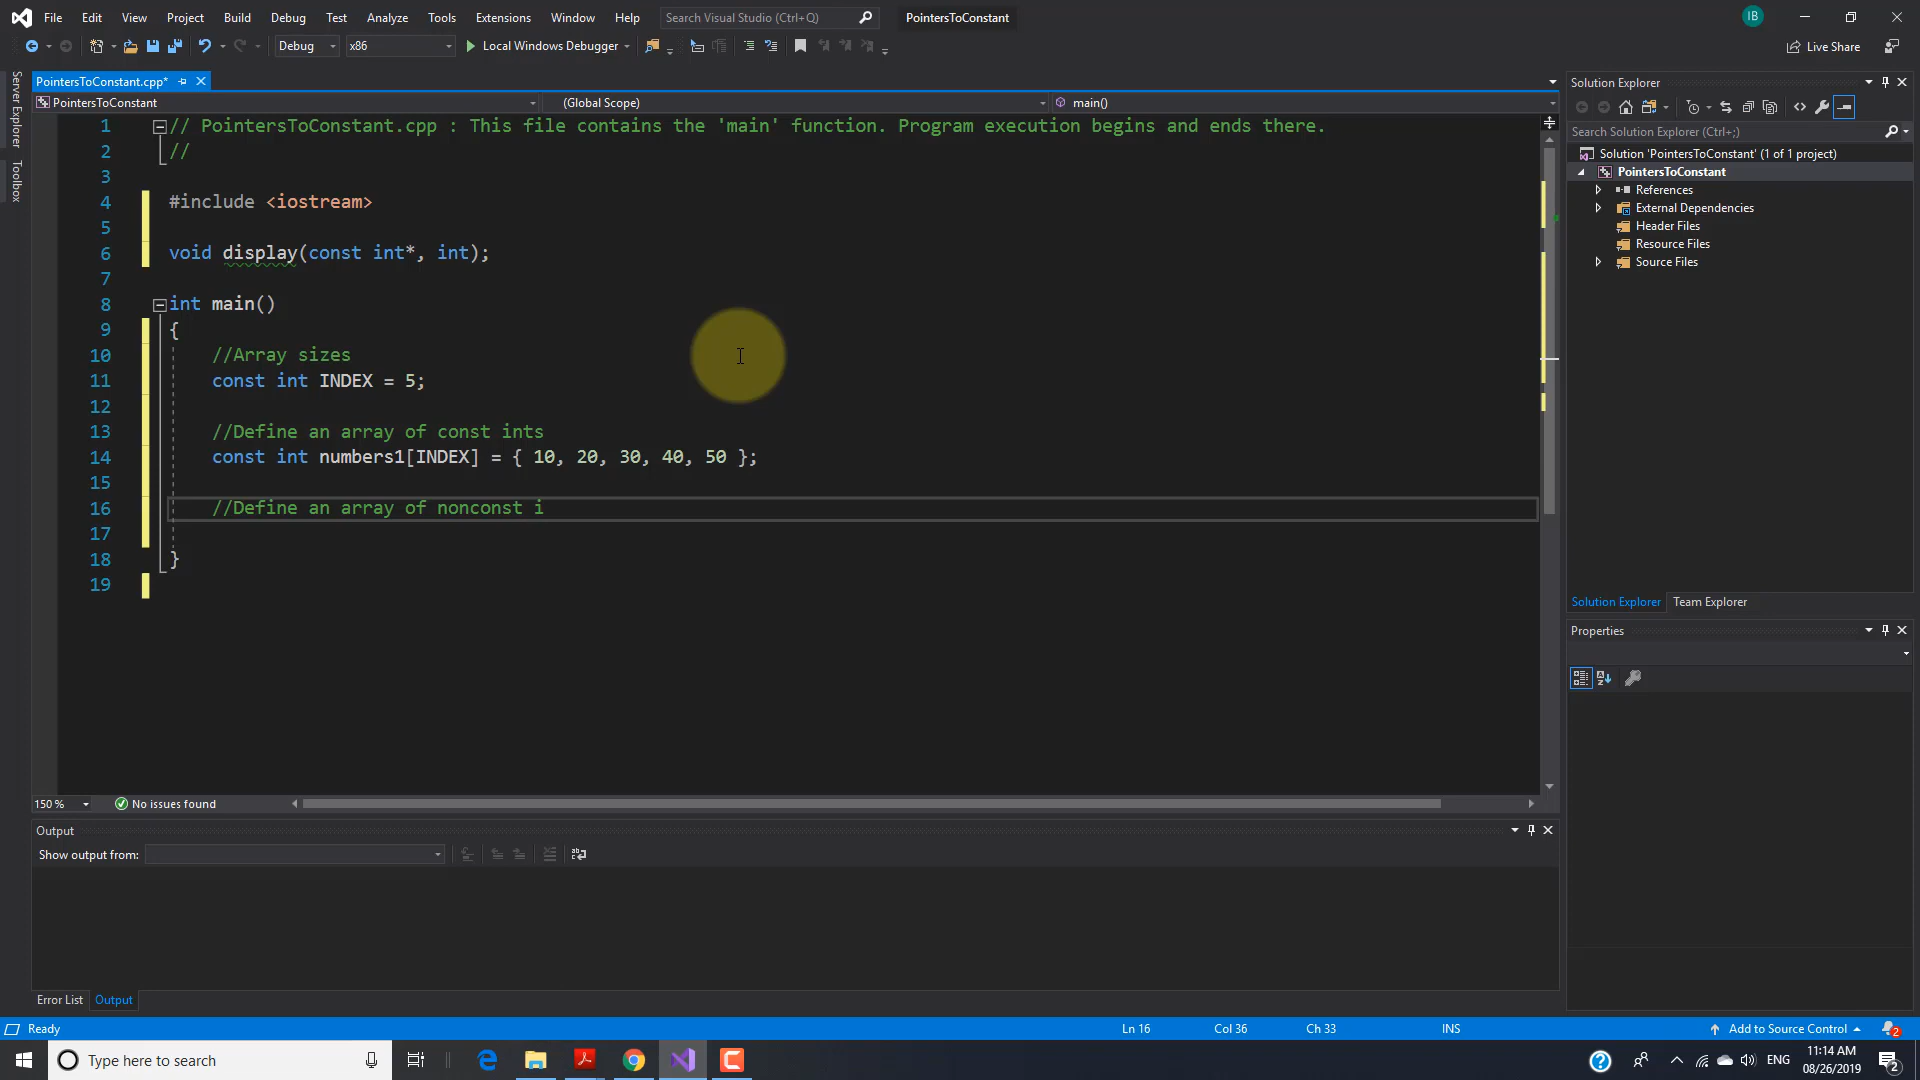 File Edit View Project Build Debug Test Analyze Tools Extensions Window Help Search Visual Studio (Ctrl+Q) PointersToConstant IB
Debug x86 Local Windows Debugger Live Share
Server Explorer
Toolbox
PointersToConstant.cpp*
PointersToConstant (Global Scope) main()
1 // PointersToConstant.cpp : This file contains the 'main' function. Program execution begins and ends there.
2 //
3
4 #include <iostream>
5
6 void display(const int*, int);
7
8 int main()
9 {
10 //Array sizes
11 const int INDEX = 5;
12
13 //Define an array of const ints
14 const int numbers1[INDEX] = { 10, 20, 30, 40, 50 };
15
16 //Define an array of nonconst i
17
18 }
19
150 % No issues found
Output
Show output from:
Error List Output
Solution Explorer
Search Solution Explorer (Ctrl+;)
Solution 'PointersToConstant' (1 of 1 project)
PointersToConstant
References
External Dependencies
Header Files
Resource Files
Source Files
Solution Explorer Team Explorer
Properties
Ready Ln 16 Col 36 Ch 33 INS Add to Source Control 2
Type here to search ENG 11:14 AM
08/26/2019 2